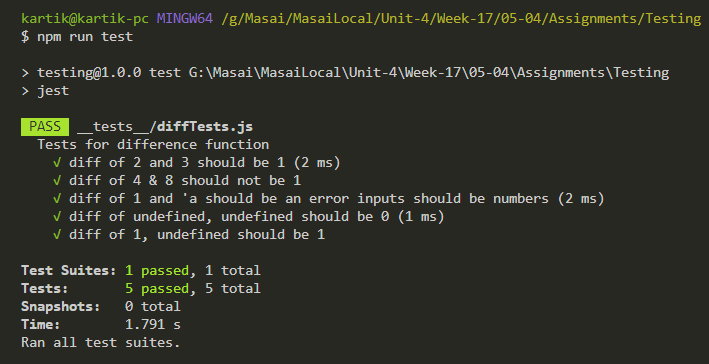 kartik@kartik-pc MINGW64 /g/Masai/MasaiLocal/Unit-4/Week-17/05-04/Assignments/Testing
$ npm run test
> testing@1.0.0 test G:\Masai\MasaiLocal\Unit-4\Week-17\05-04\Assignments\Testing
> jest
PASS __tests__/diffTests.js
Tests for difference function
√ diff of 2 and 3 should be 1 (2 ms)
√ diff of 4 & 8 should not be 1
√ diff of 1 and 'a should be an error inputs should be numbers (2 ms)
√ diff of undefined, undefined should be 0 (1 ms)
√ diff of 1, undefined should be 1
Test Suites: 1 passed, 1 total
Tests: 5 passed, 5 total
Snapshots: 0 total
Time: 1.791 s
Ran all test suites.